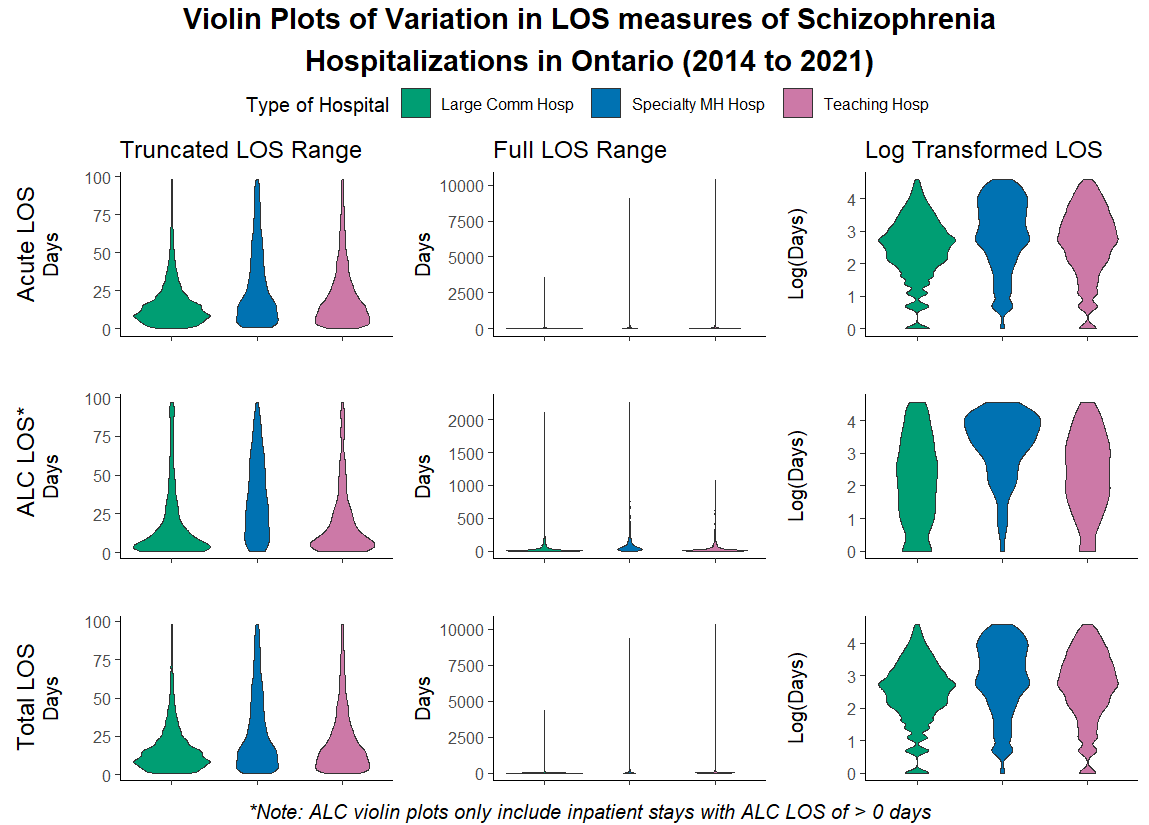 Violin Plots of Variation in LOS measures of Schizophrenia
Hospitalizations in Ontario (2014 to 2021)
Type of Hospital Large Comm Hosp Specialty MH Hosp Teaching Hosp
Truncated LOS Range
Full LOS Range
Log Transformed LOS
Acute LOS
Days
100
75
50
25
0
Days
10000
7500
5000
2500
0
Log(Days)
4
3
2
1
0
ALC LOS*
Days
100
75
50
25
0
Days
2000
1500
1000
500
0
Log(Days)
4
3
2
1
0
Total LOS
Days
100
75
50
25
0
Days
10000
7500
5000
2500
0
Log(Days)
4
3
2
1
0
*Note: ALC violin plots only include inpatient stays with ALC LOS of > 0 days